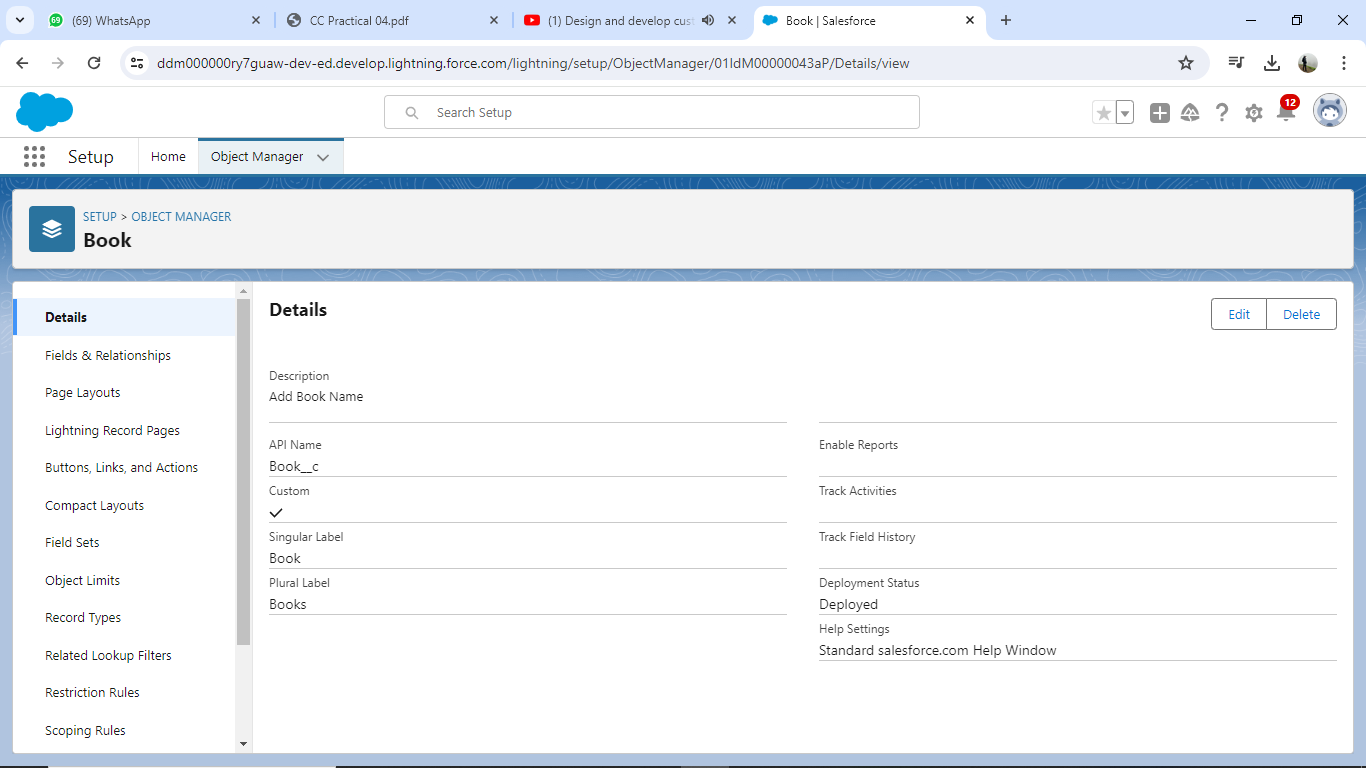 (69) WhatsApp
CC Practical 04.pdf
(1) Design and develop cust
Book | Salesforce
ddm000000ry7guaw-dev-ed.develop.lightning.force.com/lightning/setup/ObjectManager/01IdM00000043aP/Details/view
Search Setup
12
Setup
Home
Object Manager
SETUP > OBJECT MANAGER
Book
Details
Fields & Relationships
Page Layouts
Lightning Record Pages
Buttons, Links, and Actions
Compact Layouts
Field Sets
Object Limits
Record Types
Related Lookup Filters
Restriction Rules
Scoping Rules
Details
Edit
Delete
Description
Add Book Name
API Name
Book__c
Custom
Singular Label
Book
Plural Label
Books
Enable Reports
Track Activities
Track Field History
Deployment Status
Deployed
Help Settings
Standard salesforce.com Help Window